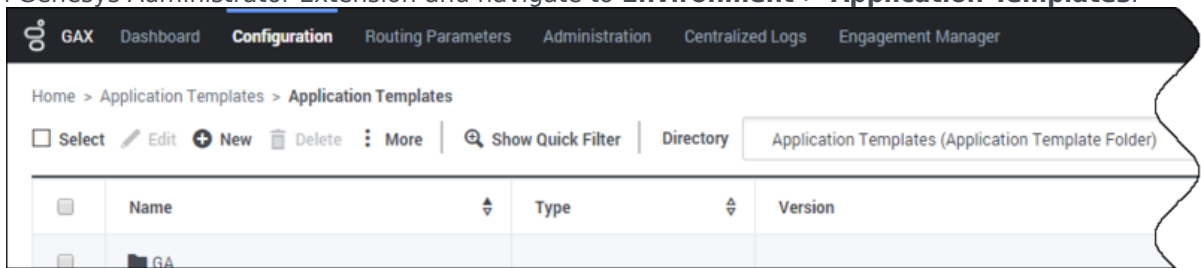 Genesys Administrator Extension and navigate to Environment > Application Templates.
GAX Dashboard Configuration Routing Parameters Administration Centralized Logs Engagement Manager
Home > Application Templates > Application Templates
Select Edit New Delete More Show Quick Filter Directory Application Templates (Application Template Folder)
Name Type Version
GA